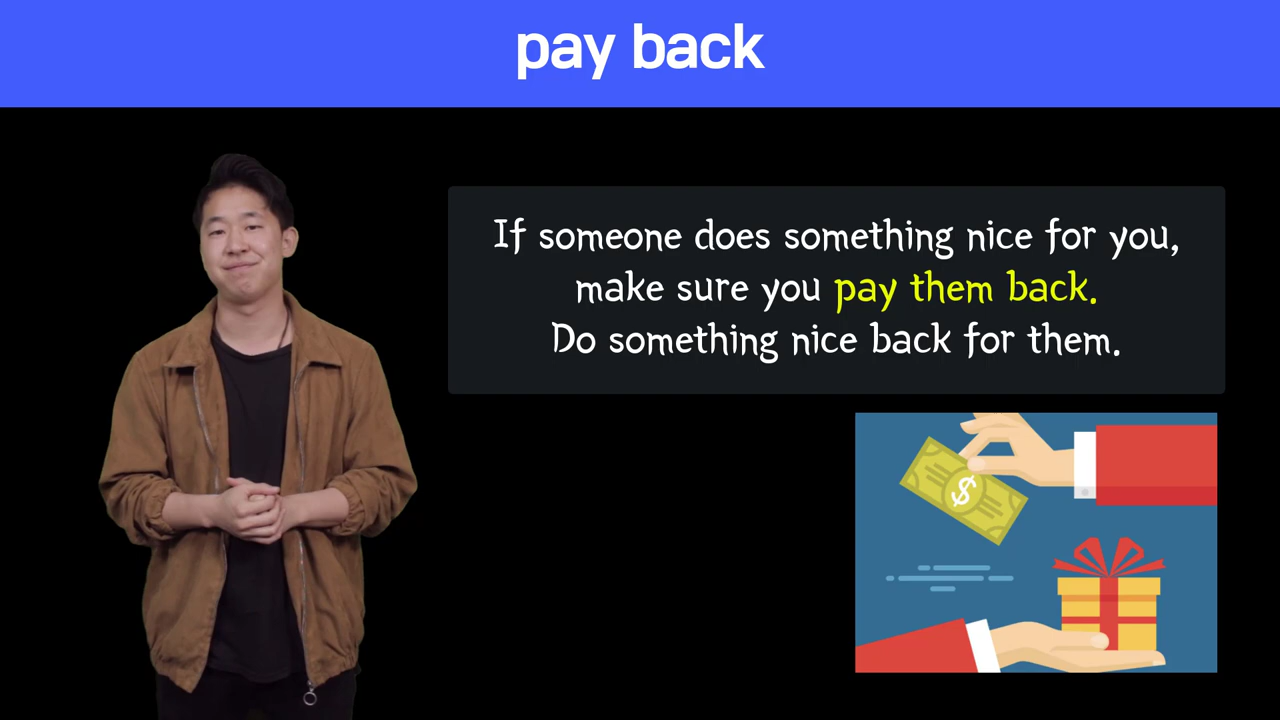 pay back
If someone does something nice for you,
make sure you pay them back.
Do something nice back for them.
$